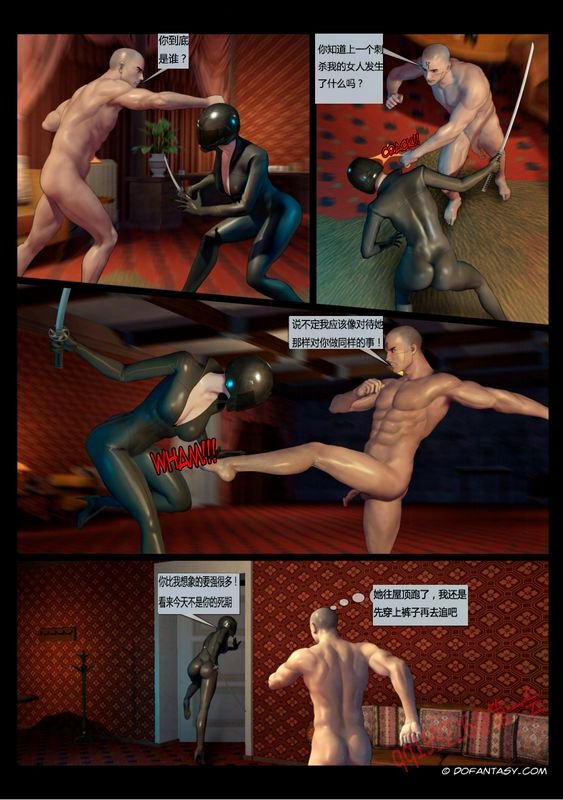 你到底
是谁？
你知道上一个刺
杀我的女人发生
了什么吗？
CRACK!!!
说不定我应该像对待她
那样对你做同样的事！
WHAM!!!
你比我想象的要强很多！
看来今天不是你的死期
她往屋顶跑了，我还是
先穿上裤子再去追吧
© DOFANTASY.COM